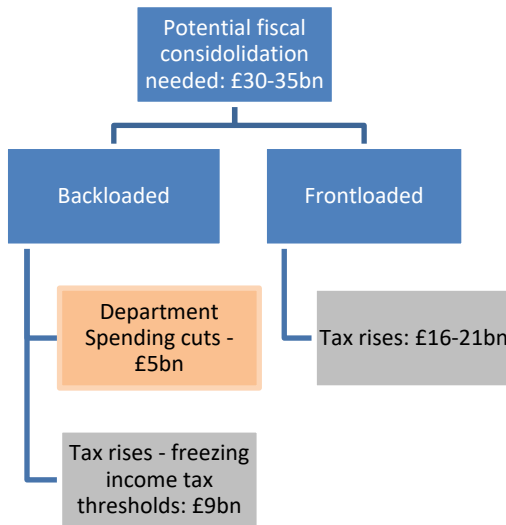 Potential fiscal
considolidation
needed: £30-35bn
Backloaded
Frontloaded
Department
Spending cuts -
£5bn
Tax rises: £16-21bn
Tax rises - freezing
income tax
thresholds: £9bn